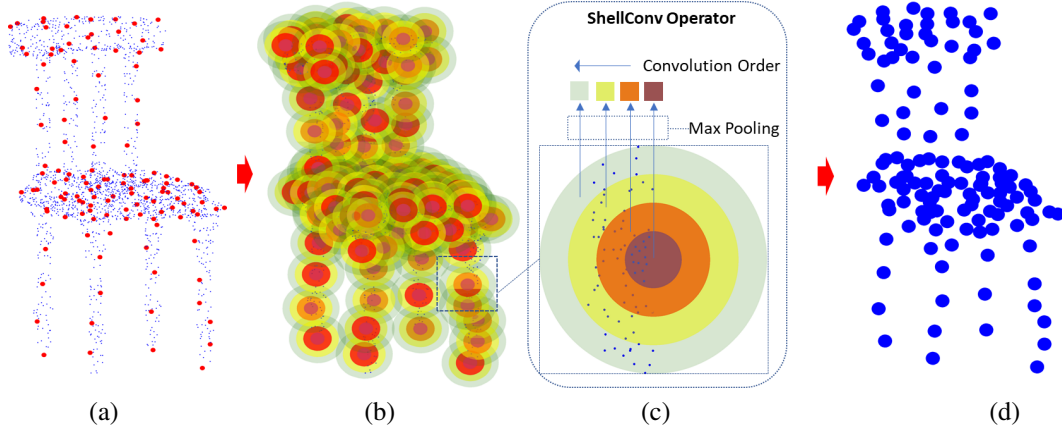 ShellConv Operator
Convolution Order
Max Pooling
(a)
(b)
(c)
(d)